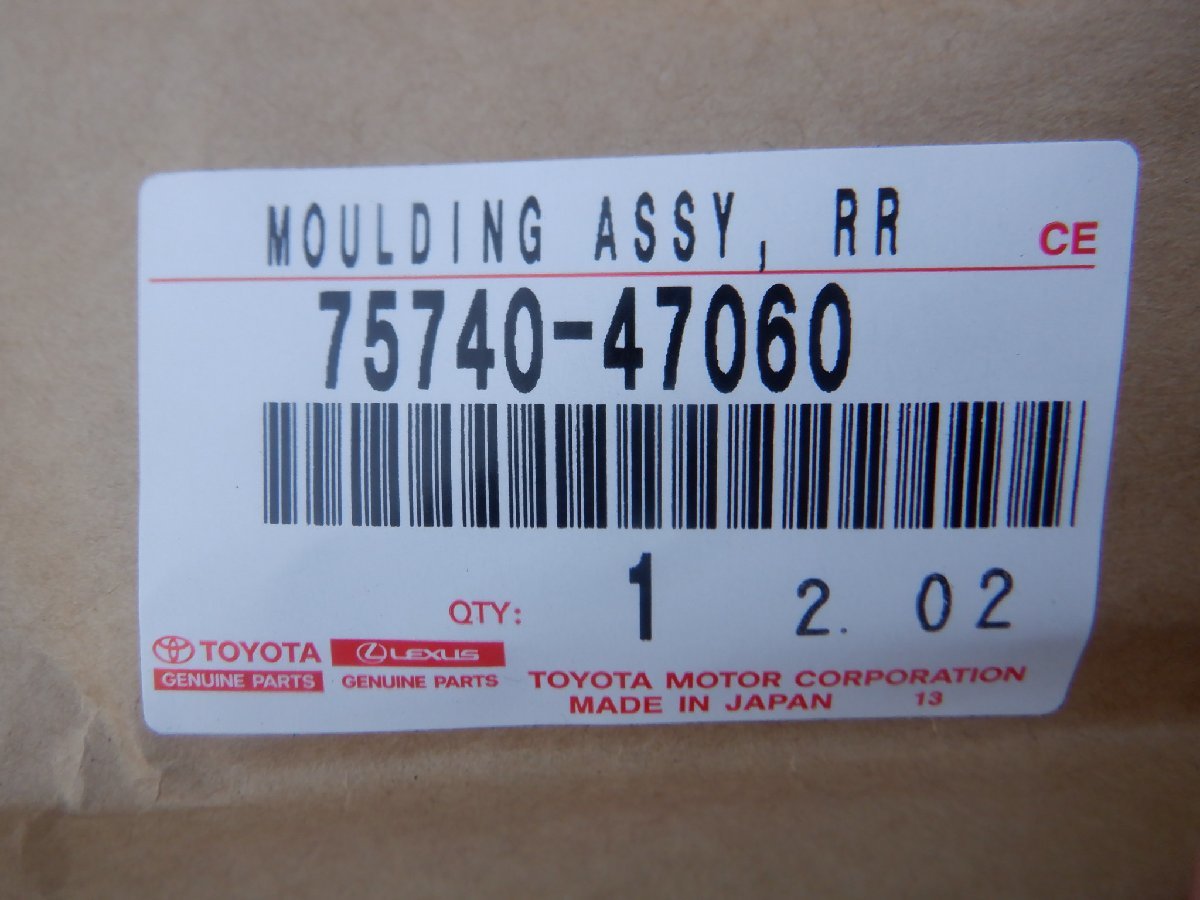 MOULDING ASSY, RR CE
75740-47060
QTY: 1 2. 02
TOYOTA LEXUS
GENUINE PARTS GENUINE PARTS
TOYOTA MOTOR CORPORATION
MADE IN JAPAN 13